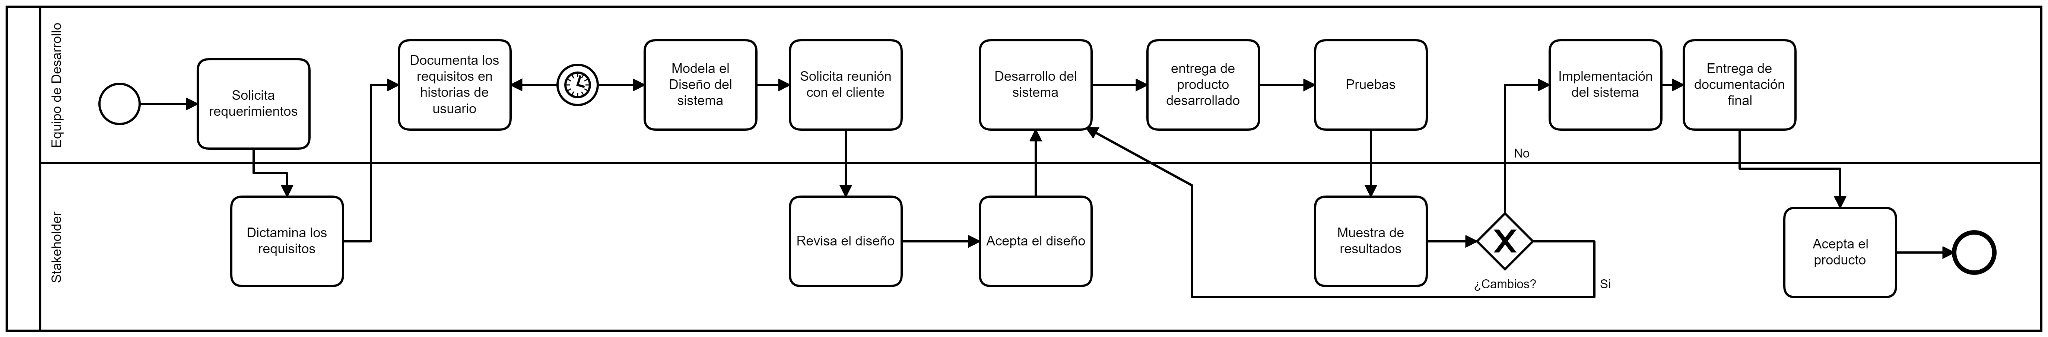 Equipo de Desarrollo
Solicita
requerimientos
Documenta los
requisitos en
historias de
usuario
Modela el
Diseño del
sistema
Solicita reunión
con el cliente
Desarrollo del
sistema
entrega de
producto
desarrollado
Pruebas
Implementación
del sistema
Entrega de
documentación
final
No
Stakeholder
Dictamina los
requisitos
Revisa el diseño
Acepta el diseño
Muestra de
resultados
¿Cambios?
Si
Acepta el
producto